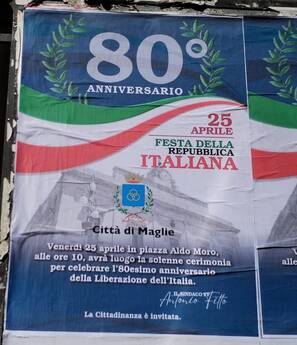 80°
ANNIVERSARIO
25
APRILE
FESTA DELLA
REPUBBLICA
ITALIANA
Città di Maglie
Venerdì 25 aprile in piazza Aldo Moro,
alle ore 10, avrà luogo la solenne cerimonia
per celebrare l'80esimo anniversario
della Liberazione dell'Italia.
IL SINDACO
Antonio Fitto
La Cittadinanza è invitata.